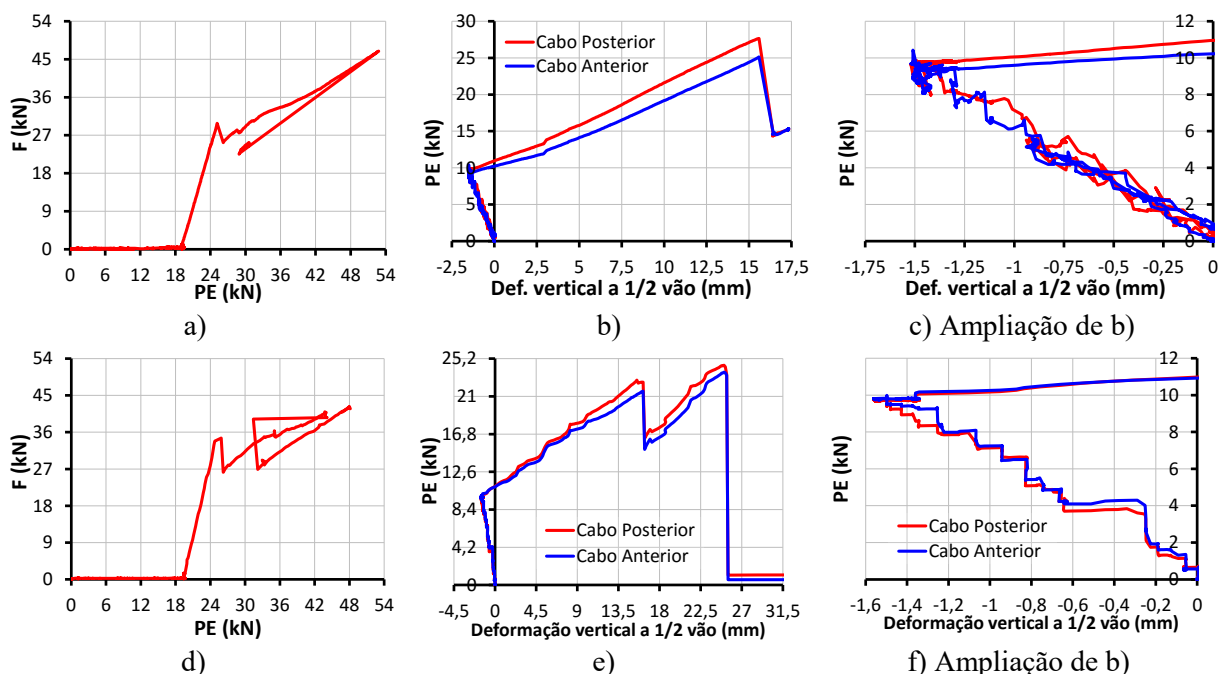 54
45
36
27
18
9
0
F (kN)
0 6 12 18 24 30 36 42 48 54
PE (kN)
a)
30
25
20
15
10
5
0
PE (kN)
Cabo Posterior
Cabo Anterior
-2,5 0 2,5 5 7,5 10 12,5 15 17,5
Def. vertical a 1/2 vão (mm)
b)
12
10
8
6
4
2
0
PE (kN)
Cabo Posterior
Cabo Anterior
-1,75 -1,5 -1,25 -1 -0,75 -0,5 -0,25 0
Def. vertical a 1/2 vão (mm)
c) Ampliação de b)
54
45
36
27
18
9
0
F (kN)
0 6 12 18 24 30 36 42 48 54
PE (kN)
d)
25,2
21
16,8
12,6
8,4
4,2
0
PE (kN)
Cabo Posterior
Cabo Anterior
-4,5 0 4,5 9 13,5 18 22,5 27 31,5
Deformação vertical a 1/2 vão (mm)
e)
12
10
8
6
4
2
0
PE (kN)
Cabo Posterior
Cabo Anterior
-1,6 -1,4 -1,2 -1 -0,8 -0,6 -0,4 -0,2 0
Deformação vertical a 1/2 vão (mm)
f) Ampliação de b)